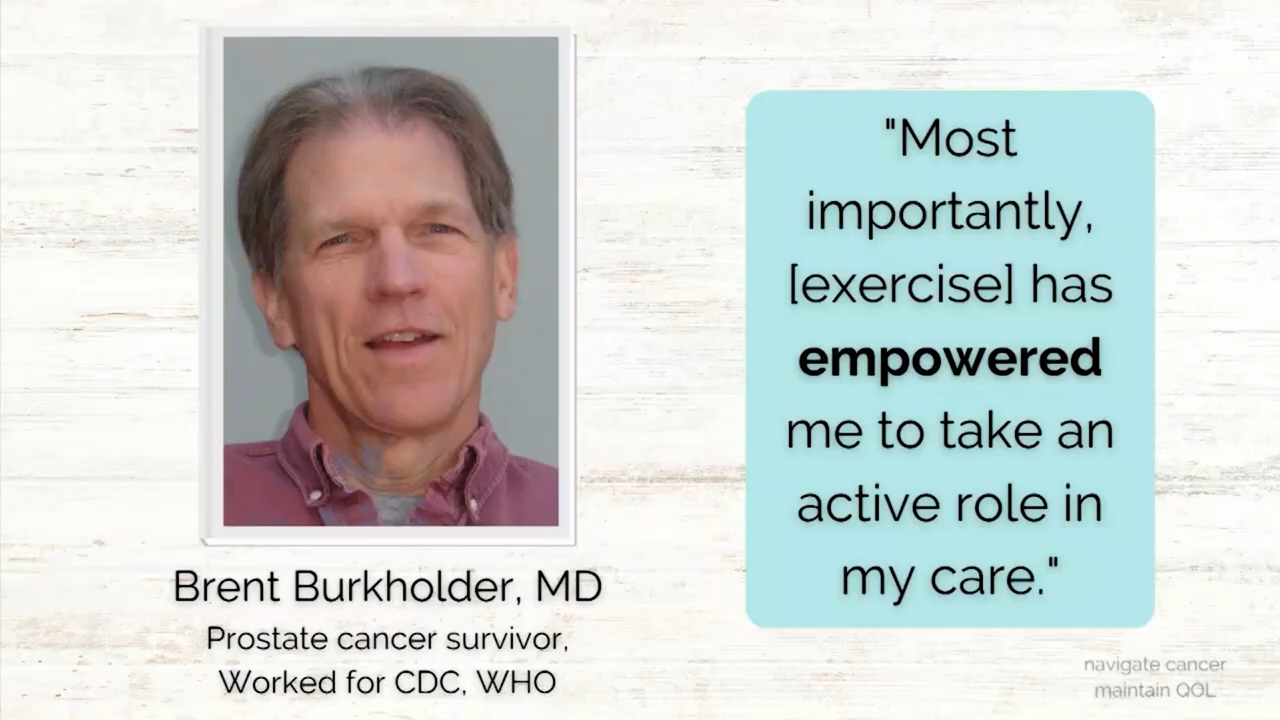 Brent Burkholder, MD
Prostate cancer survivor,
Worked for CDC, WHO
"Most
importantly,
[exercise] has
empowered
me to take an
active role in
my care."
navigate cancer
maintain QOL